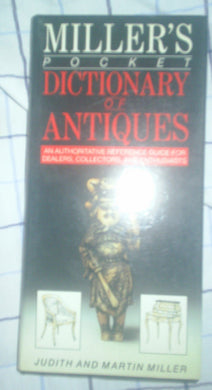 MILLER'S
POCKET
DICTIONARY
OF
ANTIQUES
AN AUTHORITATIVE REFERENCE GUIDE FOR
DEALERS, COLLECTORS, AND ENTHUSIASTS
JUDITH AND MARTIN MILLER